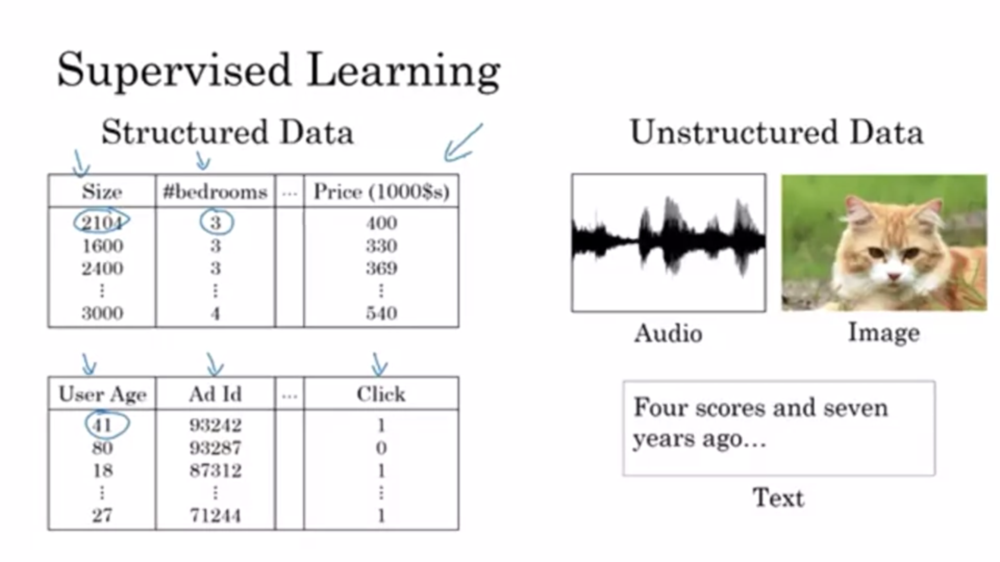 Supervised Learning
Structured Data
Size #bedrooms ... Price (1000$s)
2104 3 400
1600 3 330
2400 3 369
⋮ ⋮ ⋮
3000 4 540
User Age Ad Id ... Click
41 93242 1
80 93287 0
18 87312 1
⋮ ⋮ ⋮
27 71244 1
Unstructured Data
Audio
Image
Four scores and seven
years ago...
Text